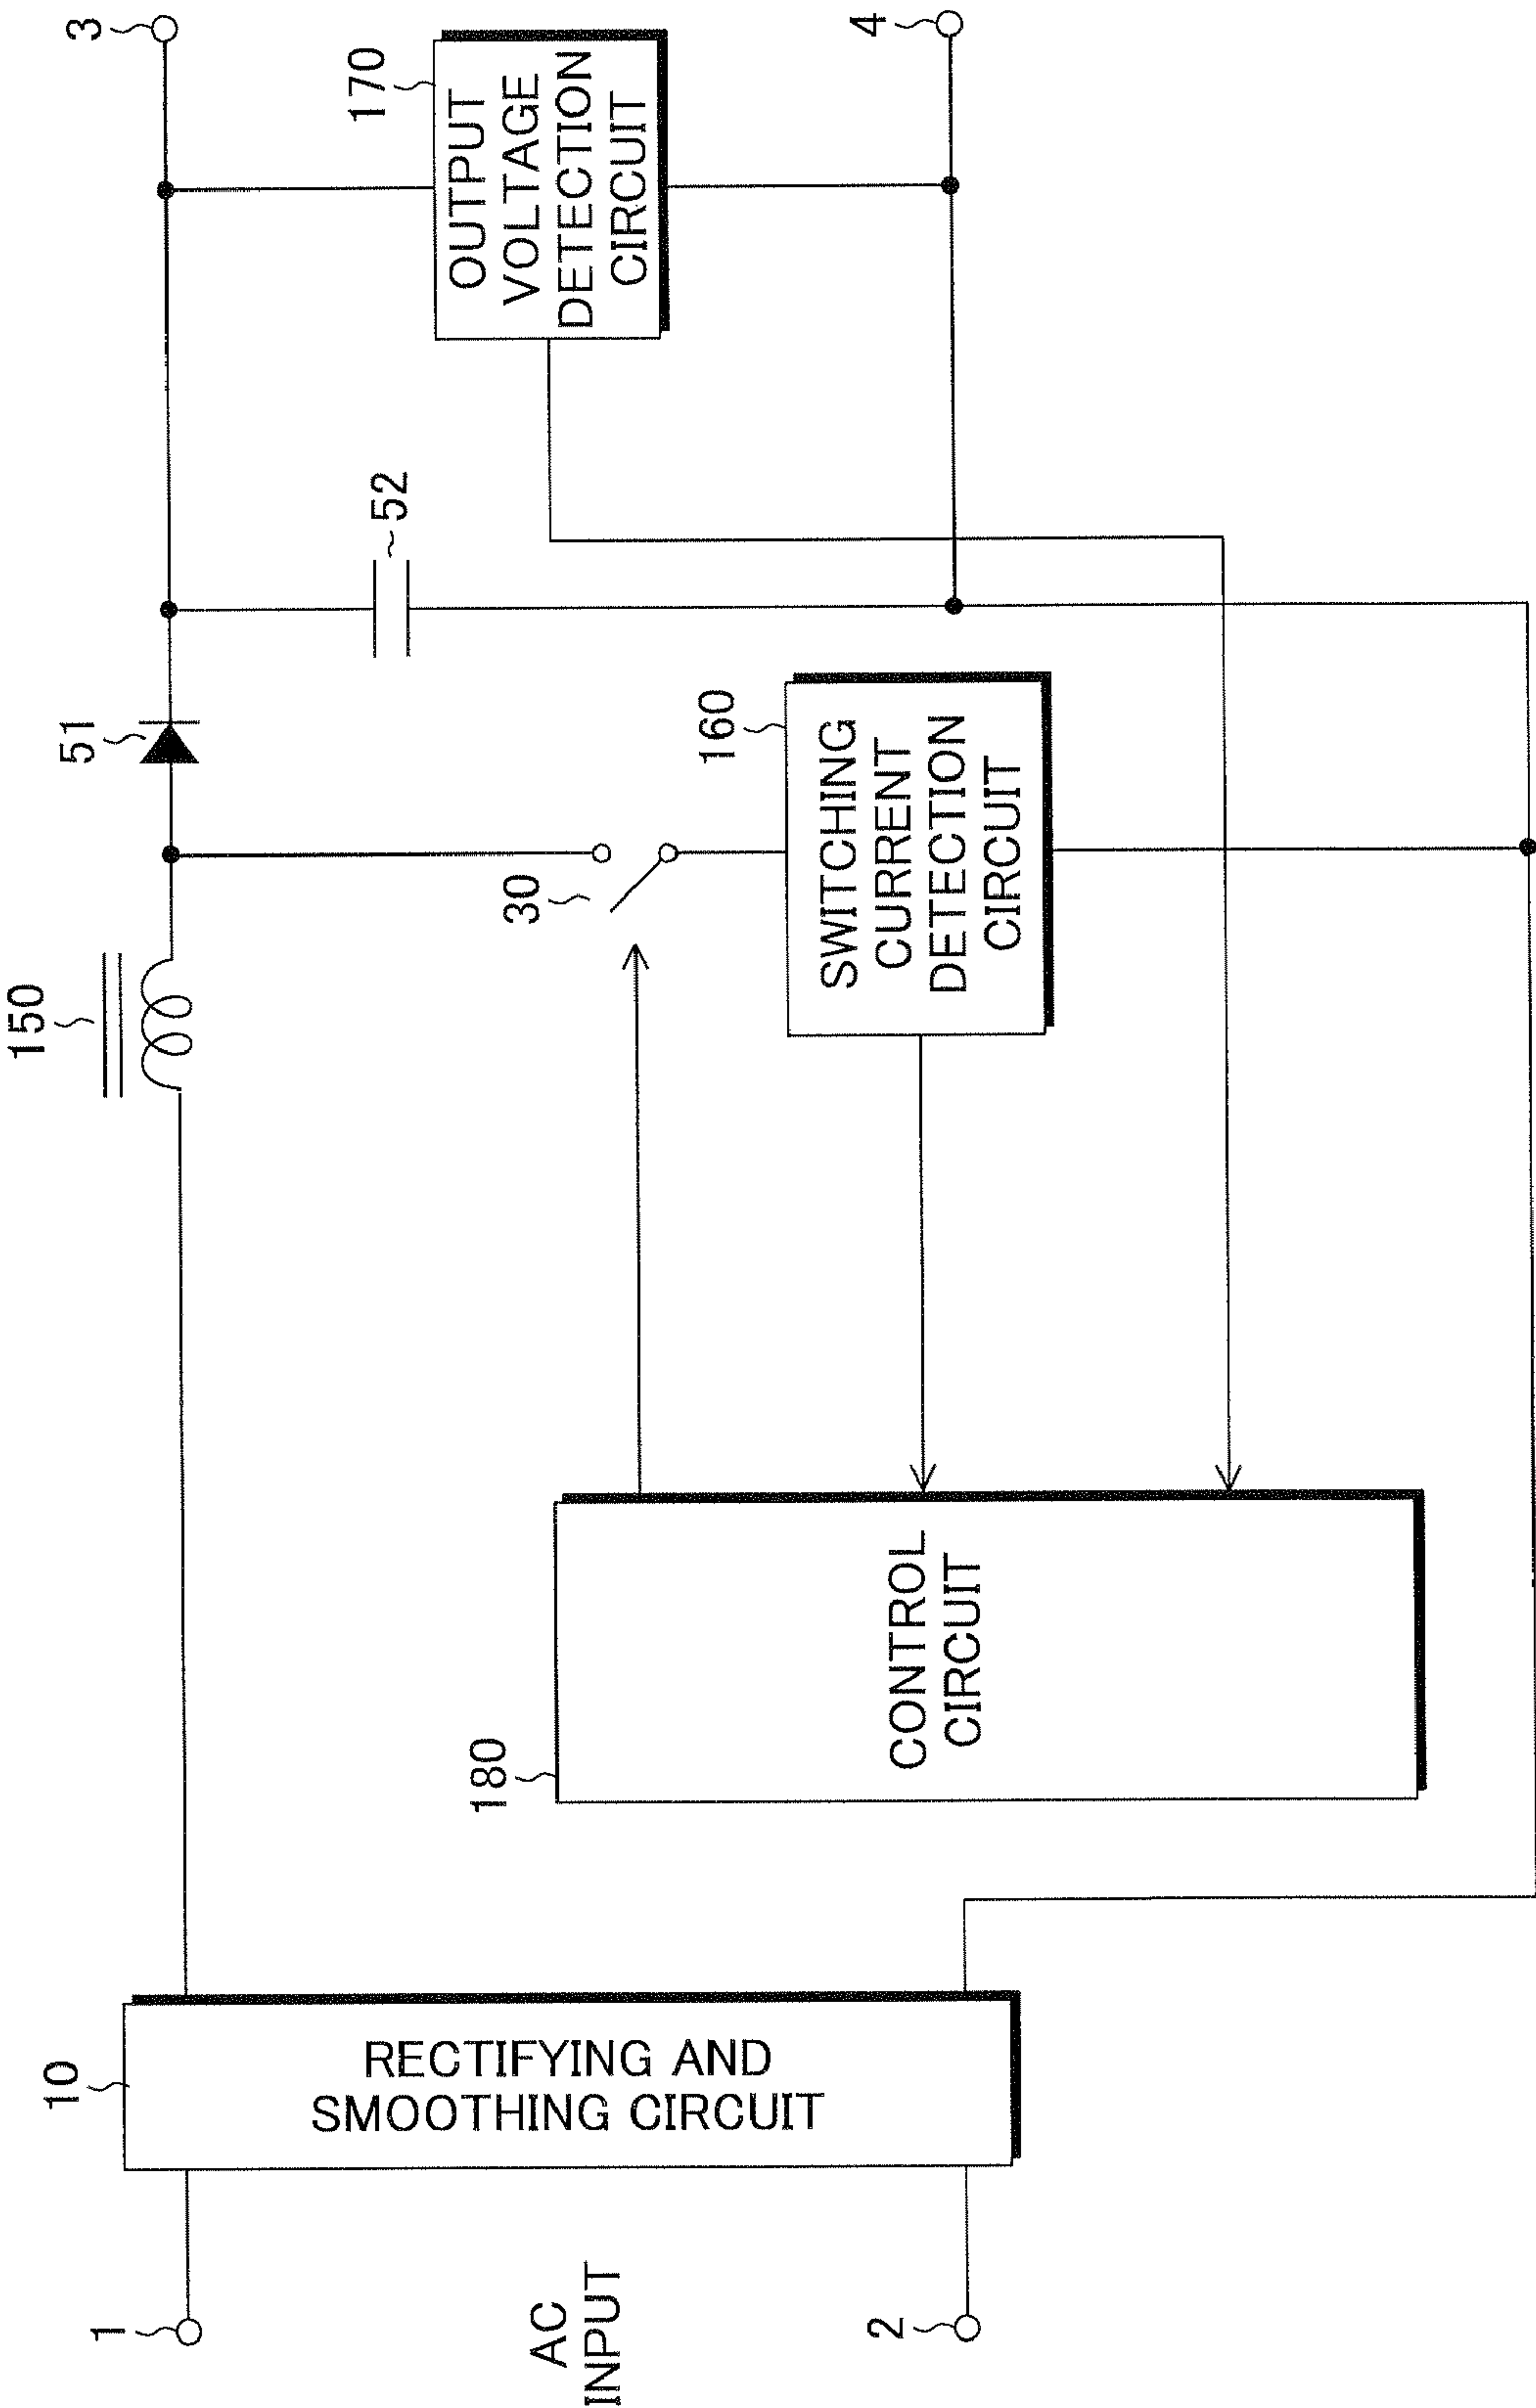 1
2
AC
INPUT
10
RECTIFYING AND
SMOOTHING CIRCUIT
180
CONTROL
CIRCUIT
150
30
160
SWITCHING
CURRENT
DETECTION
CIRCUIT
51
52
170
OUTPUT
VOLTAGE
DETECTION
CIRCUIT
3
4